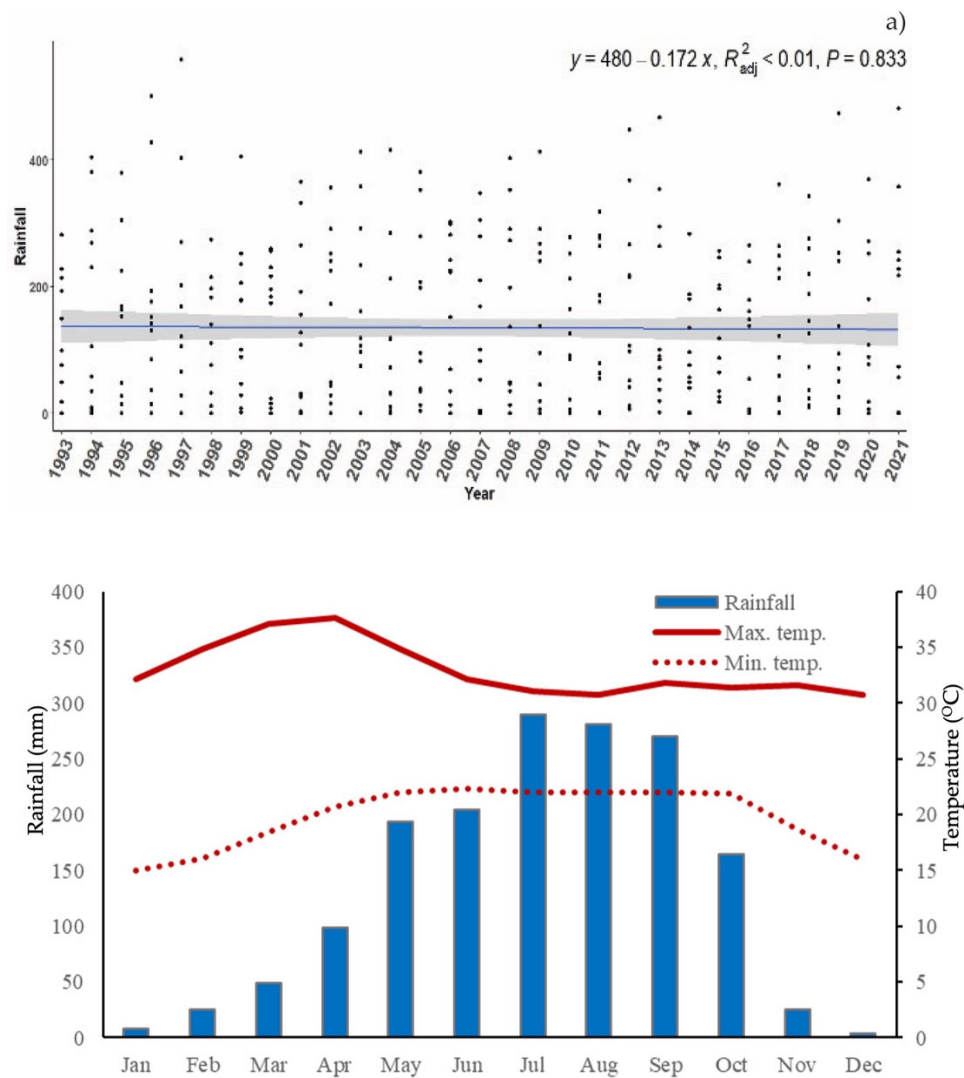 a)
y = 480 – 0.172 x, R²adj < 0.01, P = 0.833
Rainfall
400
200
0
1993 1994 1995 1996 1997 1998 1999 2000 2001 2002 2003 2004 2005 2006 2007 2008 2009 2010 2011 2012 2013 2014 2015 2016 2017 2018 2019 2020 2021
Year
Rainfall
Max. temp.
Min. temp.
Rainfall (mm)
400
350
300
250
200
150
100
50
0
Temperature (°C)
40
35
30
25
20
15
10
5
0
Jan Feb Mar Apr May Jun Jul Aug Sep Oct Nov Dec